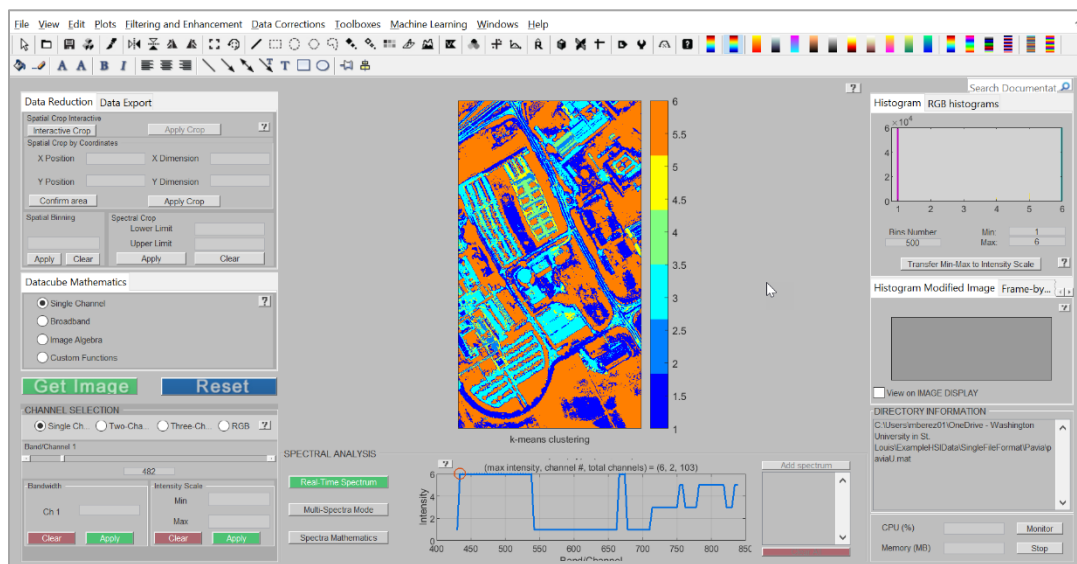 File View Edit Plots Filtering and Enhancement Data Corrections Toolboxes Machine Learning Windows Help
A A B I T
Search Documentat
Data Reduction Data Export
Spatial Crop Interactive
Interactive Crop Apply Crop ?
Spatial Crop by Coordinates
X Position X Dimension
Y Position Y Dimension
Confirm area Apply Crop
Spatial Binning Spectral Crop
Lower Limit
Upper Limit
Apply Clear Apply Clear
Datacube Mathematics
Single Channel ?
Broadband
Image Algebra
Custom Functions
Get Image Reset
CHANNEL SELECTION
Single Ch... Two-Cha... Three-Ch... RGB ?
Band/Channel 1
482
Bandwidth Intensity Scale
Ch 1 Min
Max
Clear Apply Clear Apply
?
6
5.5
5
4.5
4
3.5
3
2.5
2
1.5
1
k-means clustering
SPECTRAL ANALYSIS
Real-Time Spectrum
Multi-Spectra Mode
Spectra Mathematics
?
(max intensity, channel #, total channels) = (6, 2, 103)
Intensity
6
4
2
0
400 450 500 550 600 650 700 750 800 850
Band/Channel
Add spectrum
Histogram RGB histograms
×10^4
6
4
2
0
1 2 3 4 5 6
Bins Number Min: 1
500 Max: 6
Transfer Min-Max to Intensity Scale ?
Histogram Modified Image Frame-by...
?
View on IMAGE DISPLAY
DIRECTORY INFORMATION
C:\Users\mberez01\OneDrive - Washington
University in St.
Louis\ExampleHSIData\SingleFileFormat\Pavia\p
aviaU.mat
CPU (%) Monitor
Memory (MB) Stop